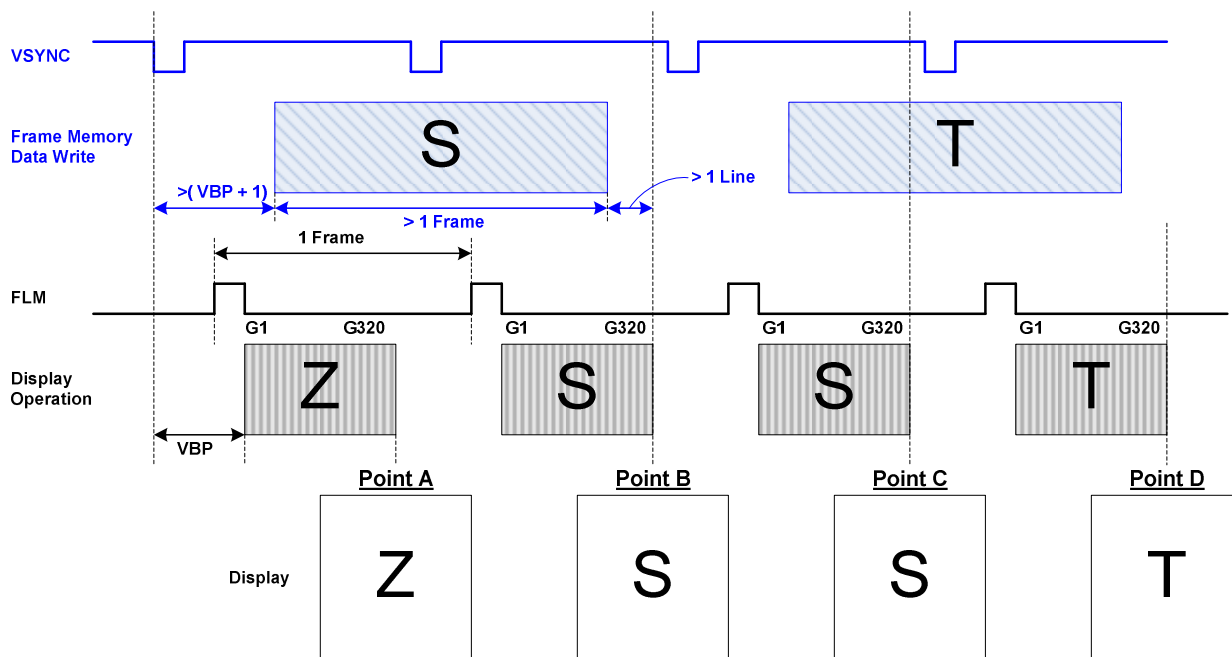 VSYNC
Frame Memory
Data Write
S
T
>( VBP + 1)
> 1 Frame
> 1 Line
1 Frame
FLM
G1
G320
G1
G320
G1
G320
G1
G320
Display
Operation
Z
S
S
T
VBP
Point A
Point B
Point C
Point D
Display
Z
S
S
T